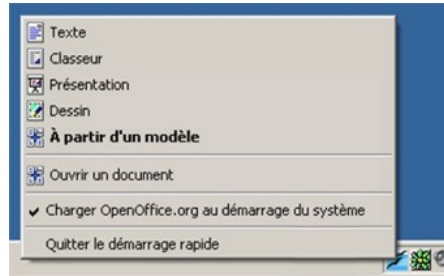 Texte
Classeur
Présentation
Dessin
À partir d'un modèle
Ouvrir un document
Charger OpenOffice.org au démarrage du système
Quitter le démarrage rapide